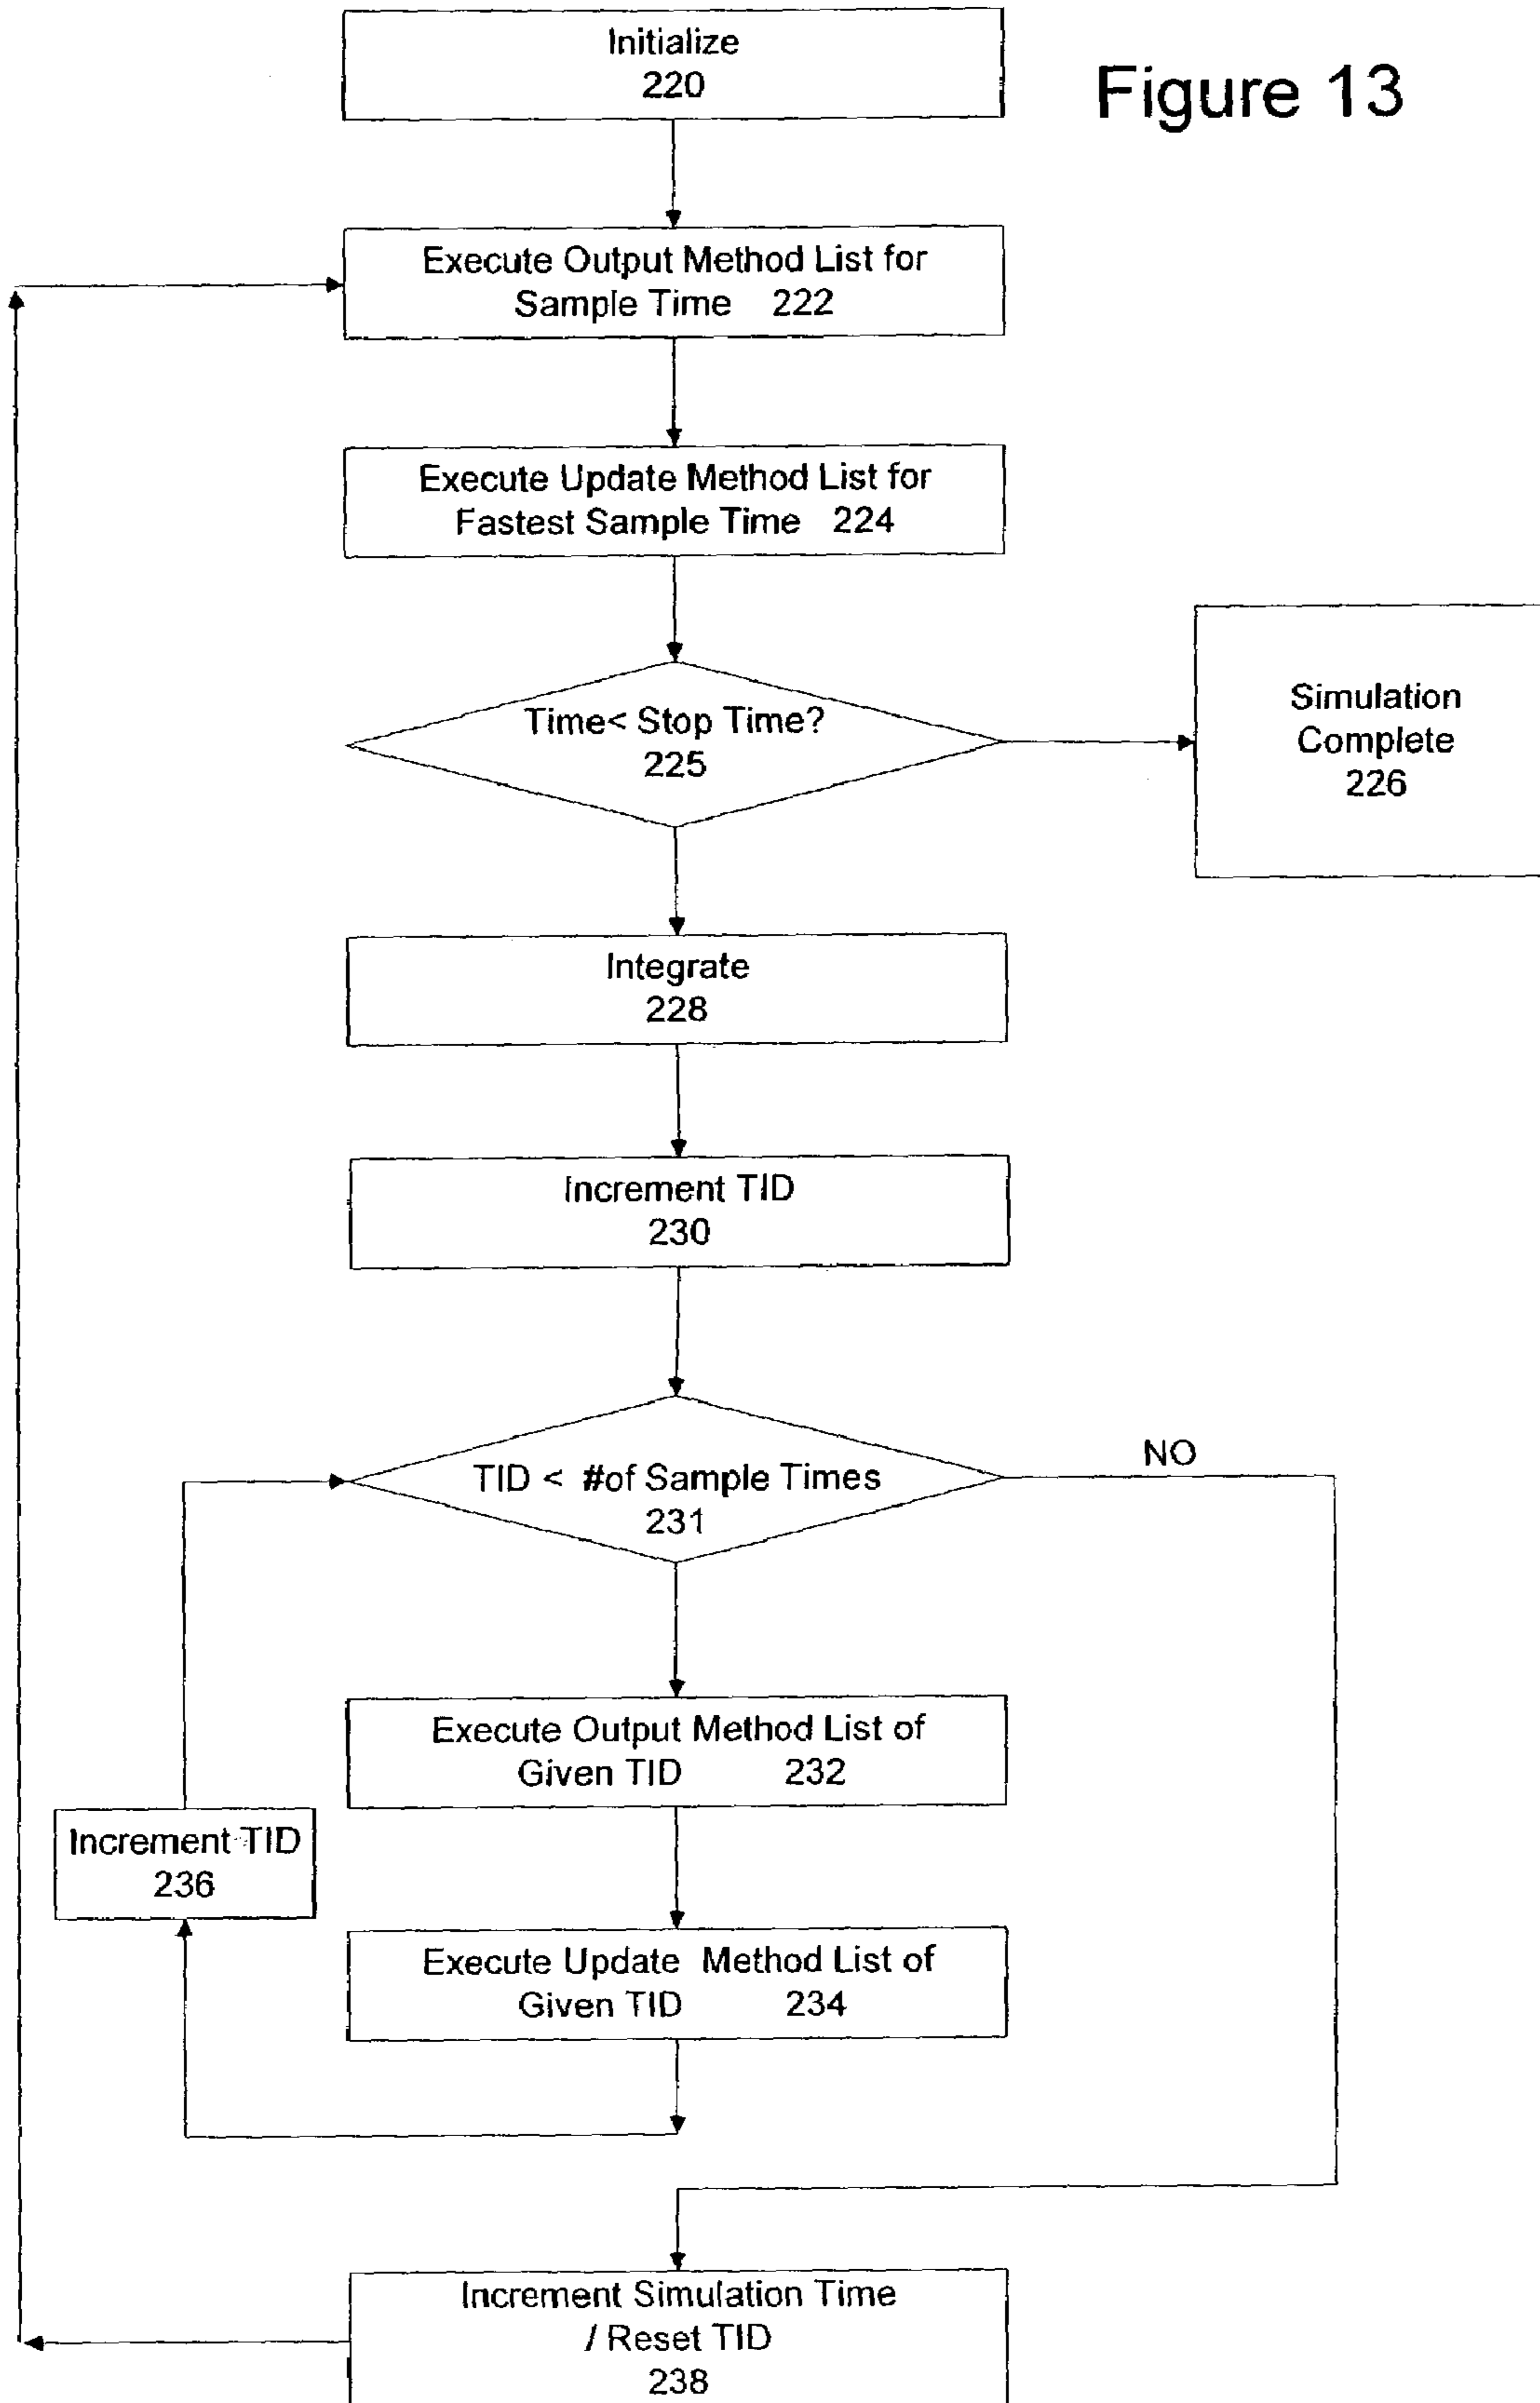 Initialize
220
Figure 13
Execute Output Method List for
Sample Time 222
Execute Update Method List for
Fastest Sample Time 224
Time< Stop Time?
225
Simulation
Complete
226
Integrate
228
Increment TID
230
NO
TID < #of Sample Times
231
Execute Output Method List of
Given TID 232
Increment TID
236
Execute Update Method List of
Given TID 234
Increment Simulation Time
/ Reset TID
238